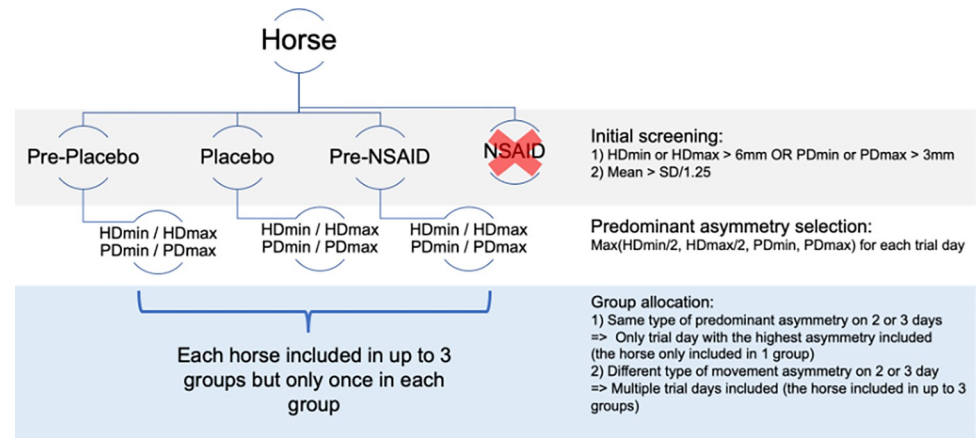 Horse
Pre-Placebo
Placebo
Pre-NSAID
NSAID
Initial screening:
1) HDmin or HDmax > 6mm OR PDmin or PDmax > 3mm
2) Mean > SD/1.25
HDmin / HDmax
PDmin / PDmax
HDmin / HDmax
PDmin / PDmax
HDmin / HDmax
PDmin / PDmax
Predominant asymmetry selection:
Max(HDmin/2, HDmax/2, PDmin, PDmax) for each trial day
Each horse included in up to 3
groups but only once in each
group
Group allocation:
1) Same type of predominant asymmetry on 2 or 3 days
=> Only trial day with the highest asymmetry included
(the horse only included in 1 group)
2) Different type of movement asymmetry on 2 or 3 day
=> Multiple trial days included (the horse included in up to 3
groups)